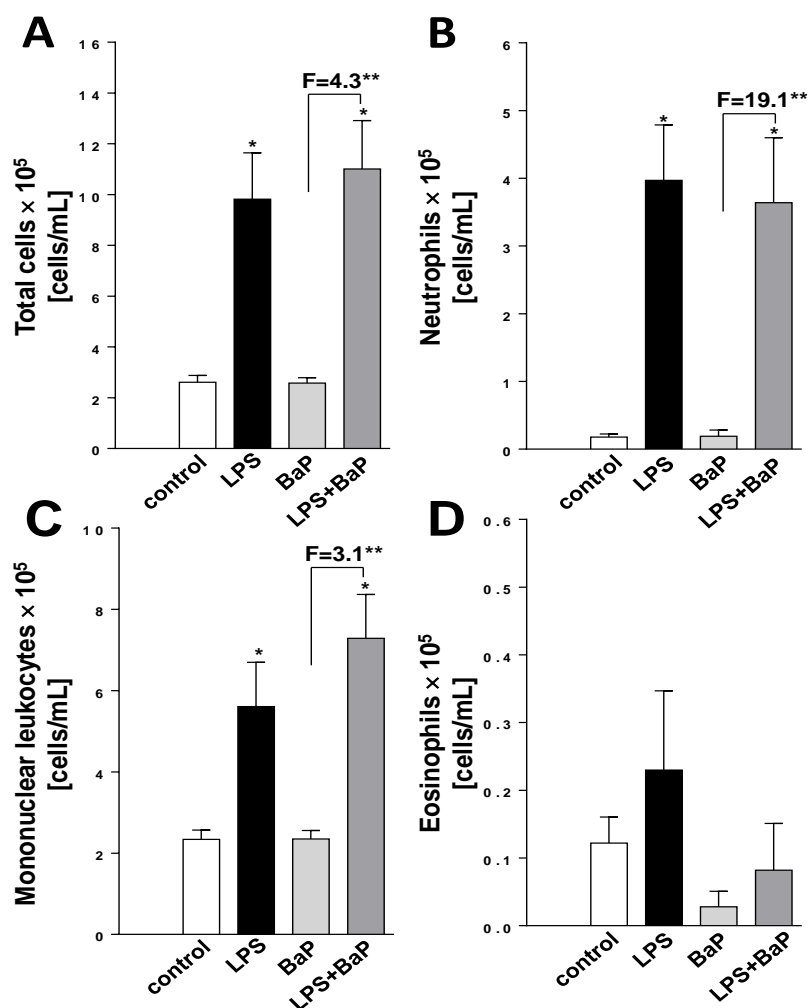 A
Total cells × 10⁵
[cells/mL]
16
14
12
10
8
6
4
2
0
F=4.3**
*
*
control
LPS
BaP
LPS+BaP
B
Neutrophils × 10⁵
[cells/mL]
6
5
4
3
2
1
0
F=19.1**
*
*
control
LPS
BaP
LPS+BaP
C
Mononuclear leukocytes × 10⁵
[cells/mL]
10
8
6
4
2
0
F=3.1**
*
*
control
LPS
BaP
LPS+BaP
D
Eosinophils × 10⁵
[cells/mL]
0.6
0.5
0.4
0.3
0.2
0.1
0.0
control
LPS
BaP
LPS+BaP